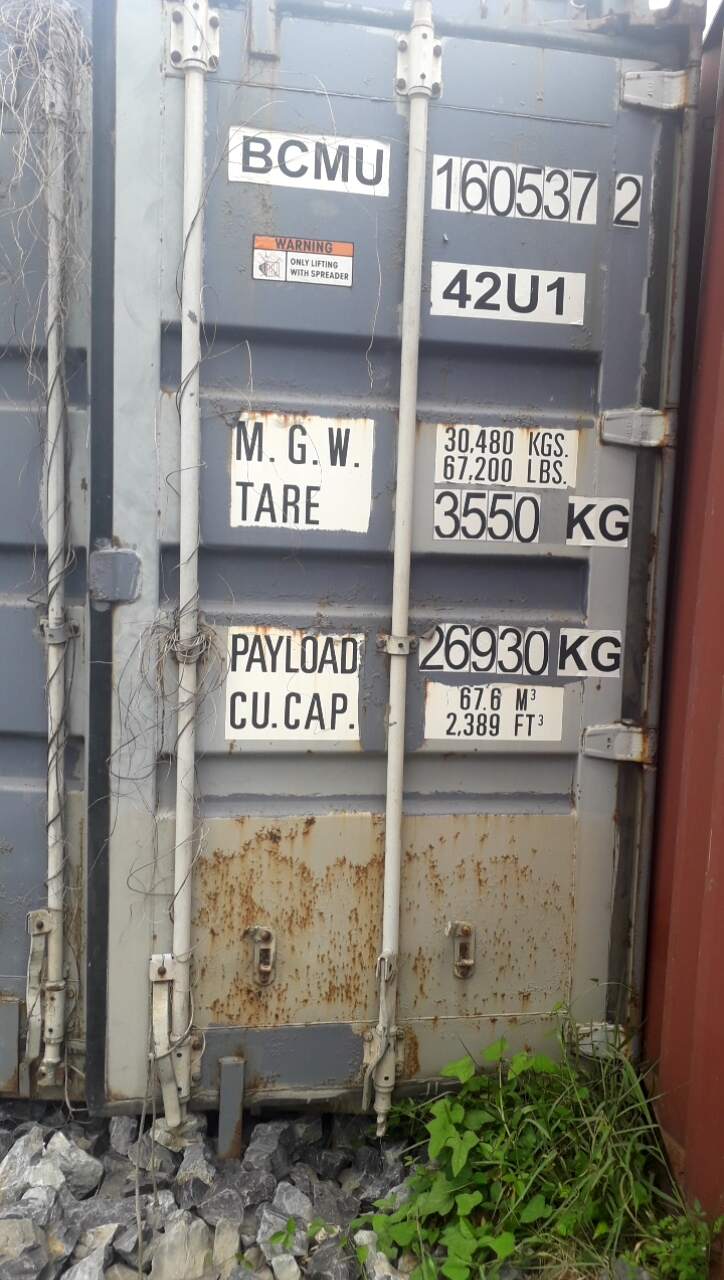 BCMU 160537 2
WARNING
ONLY LIFTING
WITH SPREADER
42U1
M.G.W. 30,480 KGS.
67,200 LBS.
TARE 3550 KG
PAYLOAD 26930 KG
CU.CAP. 67.6 M³
2,389 FT³